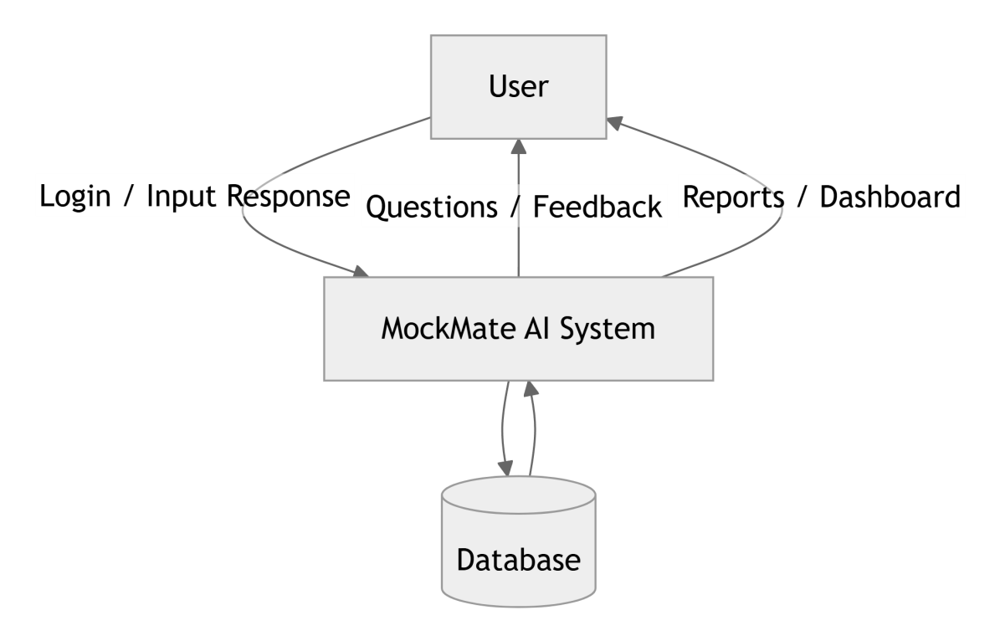 User
Login / Input Response
Questions / Feedback
Reports / Dashboard
MockMate AI System
Database